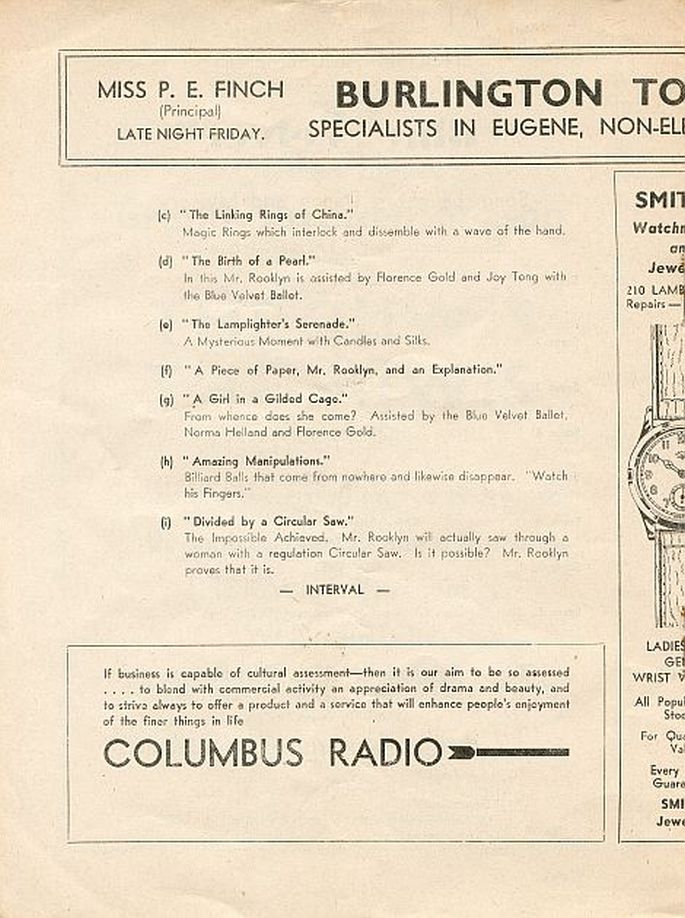 MISS P. E. FINCH
(Principal)
LATE NIGHT FRIDAY.
BURLINGTON TO
SPECIALISTS IN EUGENE, NON-ELE
(c) "The Linking Rings of China."
Magic Rings which interlock and dissemble with a wave of the hand.
(d) "The Birth of a Pearl."
In this Mr. Rooklyn is assisted by Florence Gold and Joy Tong with
the Blue Velvet Ballet.
(e) "The Lamplighter's Serenade."
A Mysterious Moment with Candles and Silks.
(f) "A Piece of Paper, Mr. Rooklyn, and an Explanation."
(g) "A Girl in a Gilded Cage."
From whence does she come? Assisted by the Blue Velvet Ballet,
Norma Helland and Florence Gold.
(h) "Amazing Manipulations."
Billiard Balls that come from nowhere and likewise disappear. "Watch
his Fingers."
(i) "Divided by a Circular Saw."
The Impossible Achieved. Mr. Rooklyn will actually saw through a
woman with a regulation Circular Saw. Is it possible? Mr. Rooklyn
proves that it is.
— INTERVAL —
If business is capable of cultural assessment—then it is our aim to be so assessed
. . . . to blend with commercial activity an appreciation of drama and beauty, and
to strive always to offer a product and a service that will enhance people's enjoyment
of the finer things in life
COLUMBUS RADIO
SMIT
Watchm
an
Jewe
210 LAMB
Repairs —
LADIES
GEN
WRIST W
All Popul
Stoc
For Qua
Val
Every
Guara
SMI
Jewe